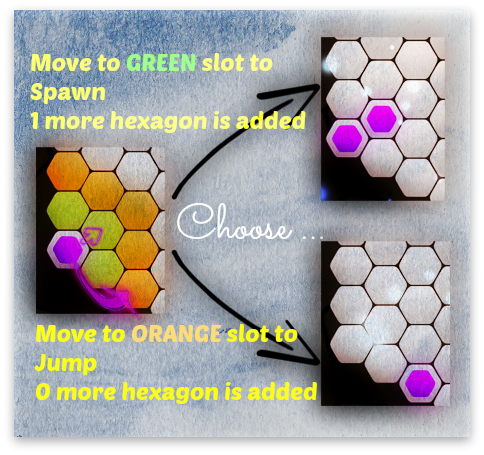 Move to GREEN slot to
Spawn
1 more hexagon is added
Choose ...
Move to ORANGE slot to
Jump
0 more hexagon is added